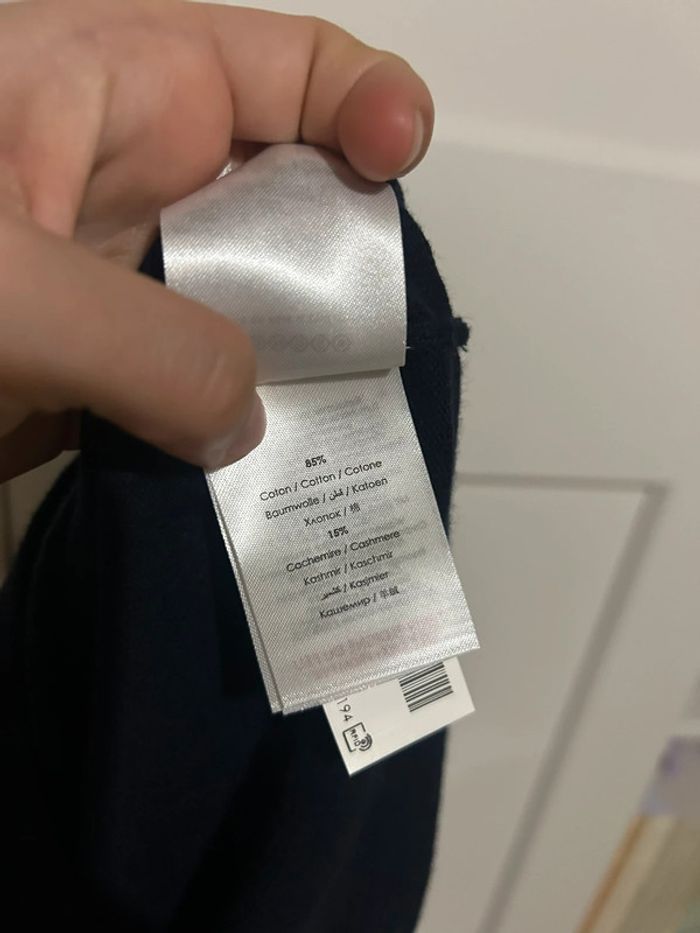 85%
Coton / Cotton / Cotone
Baumwolle / قطن / Katoen
Хлопок / 棉
15%
Cachemire / Cashmere
Kashmir / Kaschmir
كشمير / Kasjmier
Кашемир / 羊绒
194
RFID